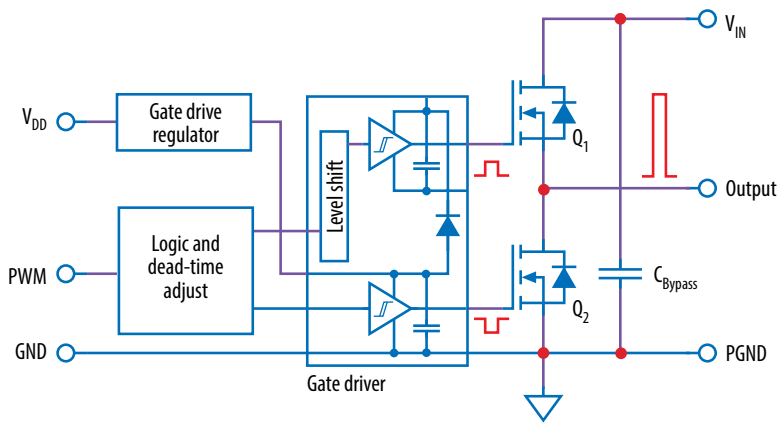 V_IN
V_DD
Gate drive
regulator
Level shift
Q_1
Output
Logic and
dead-time
adjust
PWM
C_Bypass
Q_2
GND
PGND
Gate driver